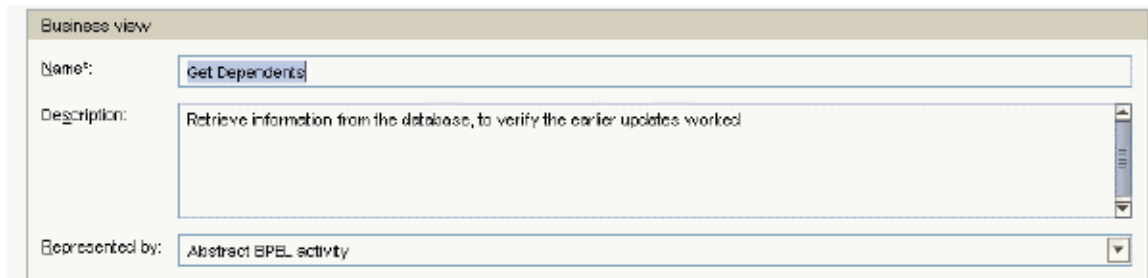 Business view
Name*: Get Dependents
Description: Retrieve information from the database, to verify the earlier updates worked
Represented by: Abstract BPEL activity